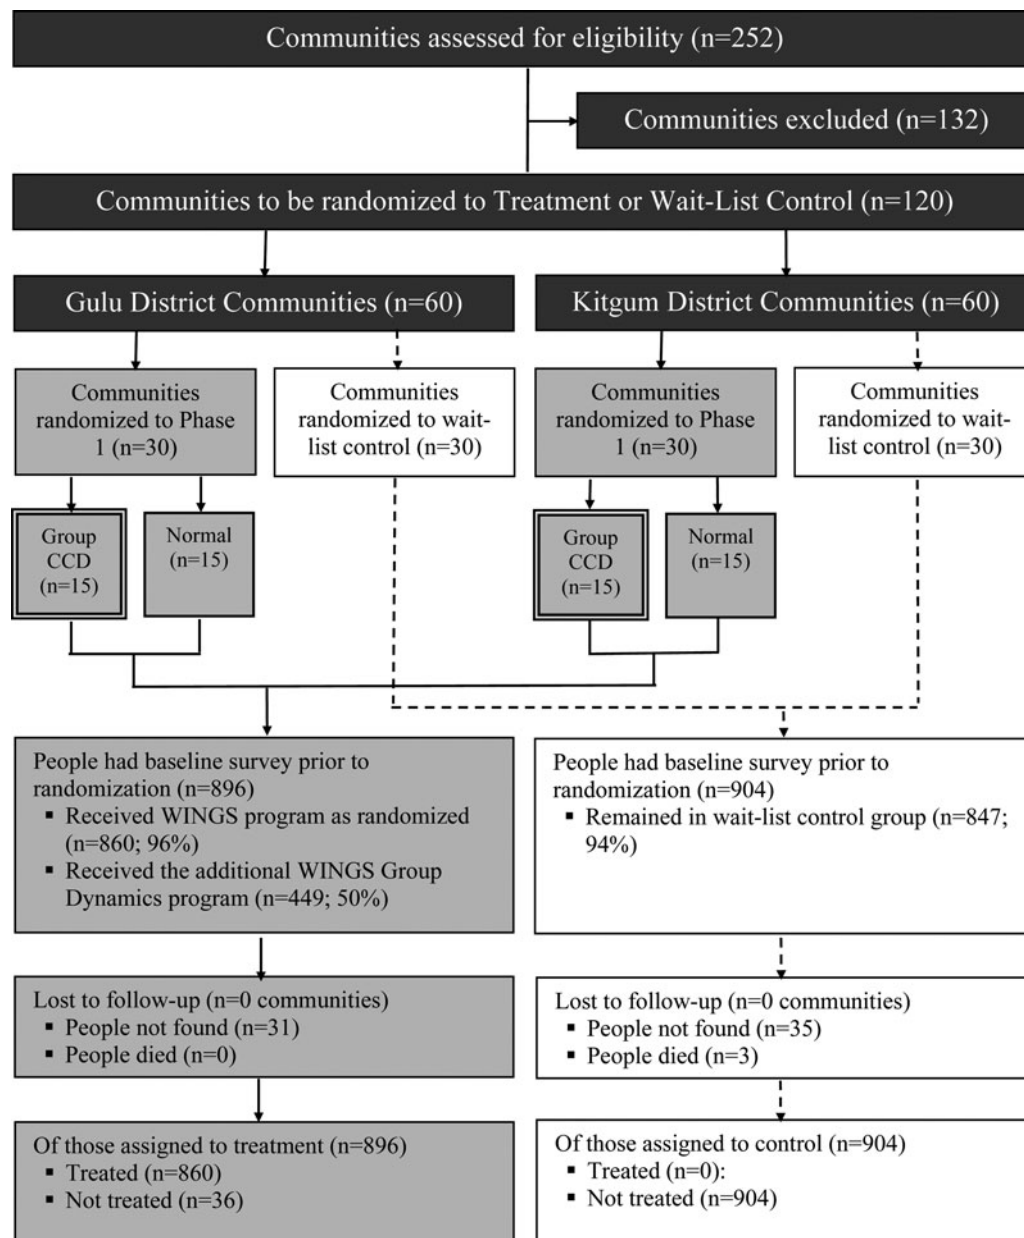 Communities assessed for eligibility (n=252)
Communities excluded (n=132)
Communities to be randomized to Treatment or Wait-List Control (n=120)
Gulu District Communities (n=60)
Kitgum District Communities (n=60)
Communities
randomized to Phase
1 (n=30)
Communities
randomized to wait-
list control (n=30)
Communities
randomized to Phase
1 (n=30)
Communities
randomized to wait-
list control (n=30)
Group
CCD
(n=15)
Normal
(n=15)
Group
CCD
(n=15)
Normal
(n=15)
People had baseline survey prior to
randomization (n=896)
▪ Received WINGS program as randomized
(n=860; 96%)
▪ Received the additional WINGS Group
Dynamics program (n=449; 50%)
People had baseline survey prior to
randomization (n=904)
▪ Remained in wait-list control group (n=847;
94%)
Lost to follow-up (n=0 communities)
▪ People not found (n=31)
▪ People died (n=0)
Lost to follow-up (n=0 communities)
▪ People not found (n=35)
▪ People died (n=3)
Of those assigned to treatment (n=896)
▪ Treated (n=860)
▪ Not treated (n=36)
Of those assigned to control (n=904)
▪ Treated (n=0):
▪ Not treated (n=904)